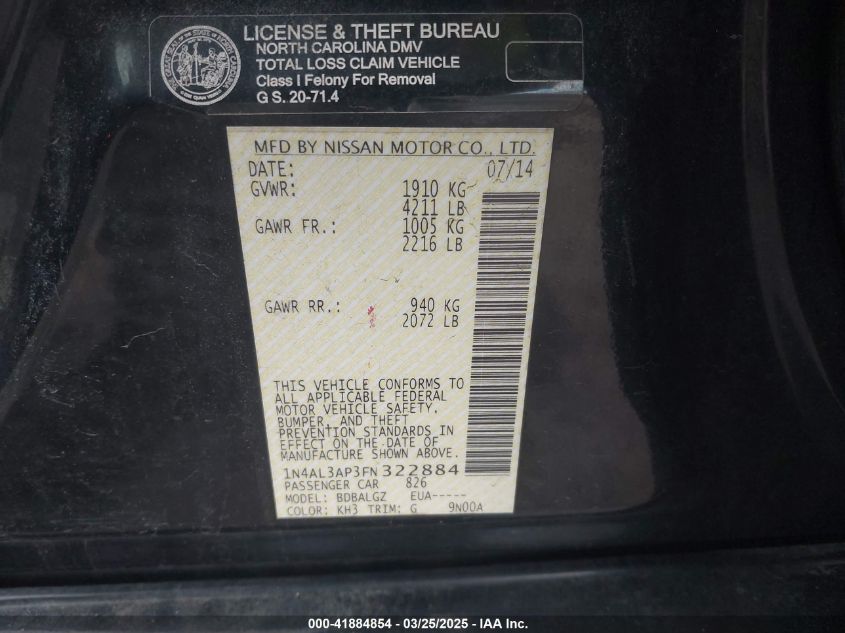 LICENSE & THEFT BUREAU
NORTH CAROLINA DMV
TOTAL LOSS CLAIM VEHICLE
Class I Felony For Removal
G S. 20-71.4
MFD BY NISSAN MOTOR CO., LTD.
DATE: 07/14
GVWR: 1910 KG
4211 LB
GAWR FR.: 1005 KG
2216 LB
GAWR RR.: 940 KG
2072 LB
THIS VEHICLE CONFORMS TO
ALL APPLICABLE FEDERAL
MOTOR VEHICLE SAFETY,
BUMPER, AND THEFT
PREVENTION STANDARDS IN
EFFECT ON THE DATE OF
MANUFACTURE SHOWN ABOVE.
1N4AL3AP3FN322884
PASSENGER CAR 826
MODEL: BDBALGZ EUA-----
COLOR: KH3 TRIM: G 9N00A
000-41884854 - 03/25/2025 - IAA Inc.